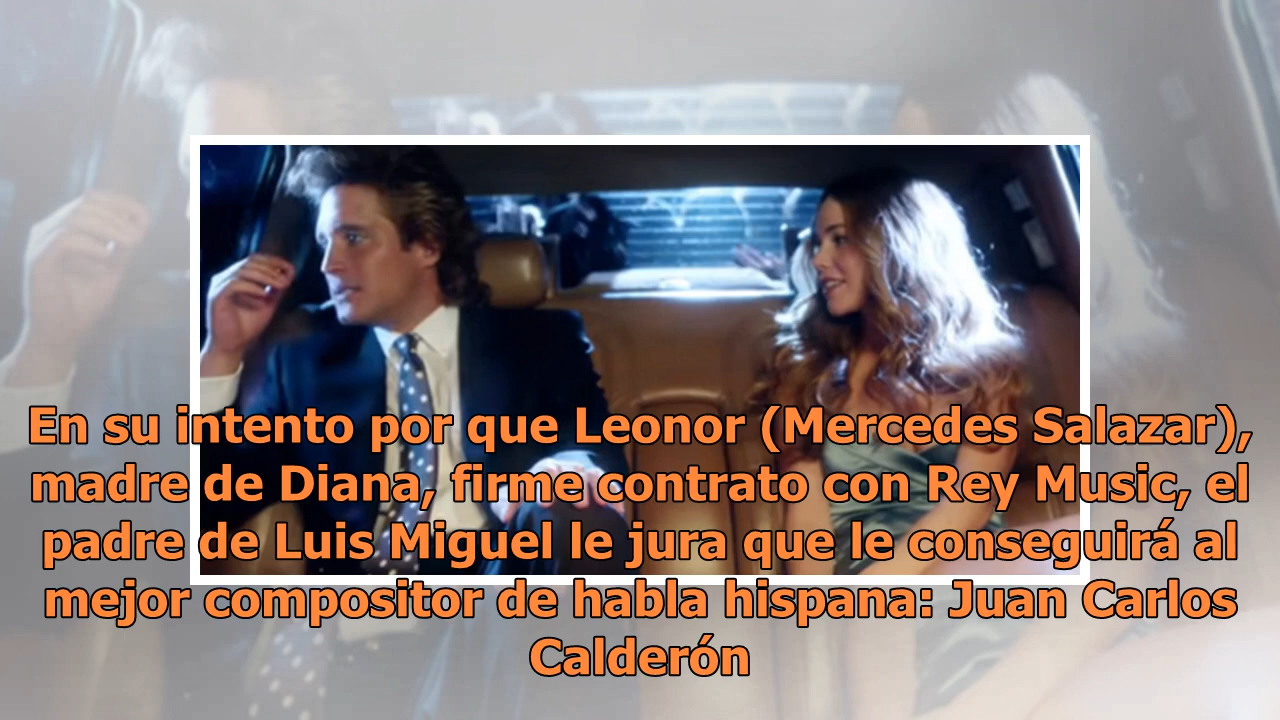 En su intento por que Leonor (Mercedes Salazar),
madre de Diana, firme contrato con Rey Music, el
padre de Luis Miguel le jura que le conseguirá al
mejor compositor de habla hispana: Juan Carlos
Calderón